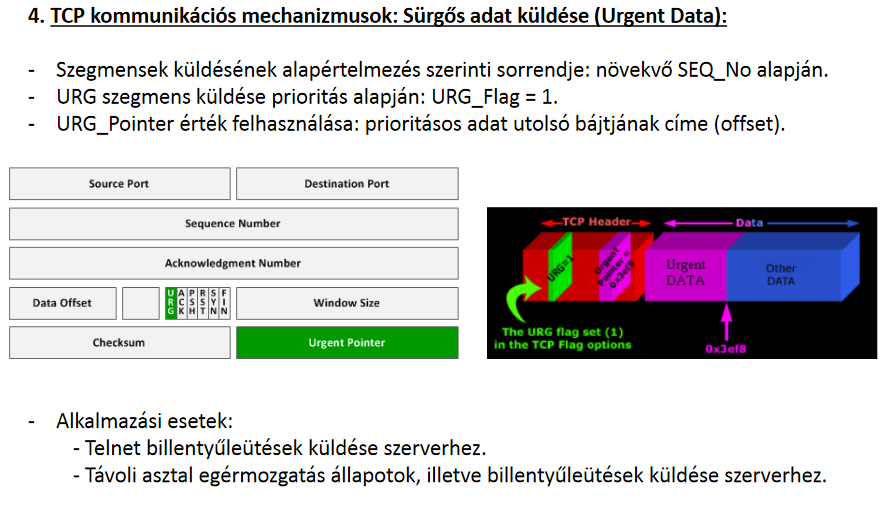 4. TCP kommunikációs mechanizmusok: Sürgős adat küldése (Urgent Data):
- Szegmensek küldésének alapértelmezés szerinti sorrendje: növekvő SEQ_No alapján.
- URG szegmens küldése prioritás alapján: URG_Flag = 1.
- URG_Pointer érték felhasználása: prioritásos adat utolsó bájtjának címe (offset).
Source Port
Destination Port
Sequence Number
Acknowledgment Number
Data Offset
URG
ACK
PSH
RST
SYN
FIN
Window Size
Checksum
Urgent Pointer
TCP Header
Data
URG=1
Urgent
Pointer =
0x3ef8
Urgent
DATA
Other
DATA
The URG flag set (1)
in the TCP Flag options
0x3ef8
- Alkalmazási esetek:
- Telnet billentyűleütések küldése szerverhez.
- Távoli asztal egérmozgatás állapotok, illetve billentyűleütések küldése szerverhez.